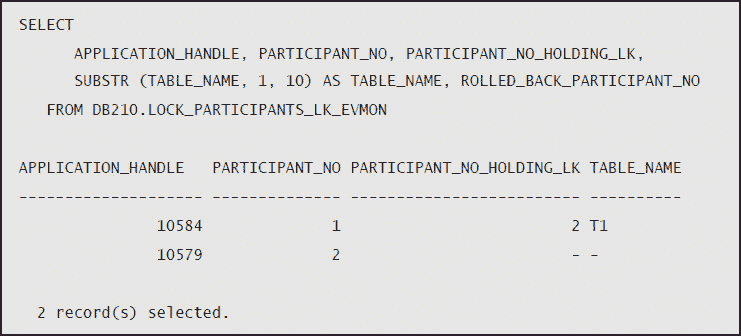 SELECT
APPLICATION_HANDLE, PARTICIPANT_NO, PARTICIPANT_NO_HOLDING_LK,
SUBSTR (TABLE_NAME, 1, 10) AS TABLE_NAME, ROLLED_BACK_PARTICIPANT_NO
FROM DB210.LOCK_PARTICIPANTS_LK_EVMON
APPLICATION_HANDLE PARTICIPANT_NO PARTICIPANT_NO_HOLDING_LK TABLE_NAME
-------------------- -------------- ------------------------- ----------
10584 1 2 T1
10579 2 - -
2 record(s) selected.